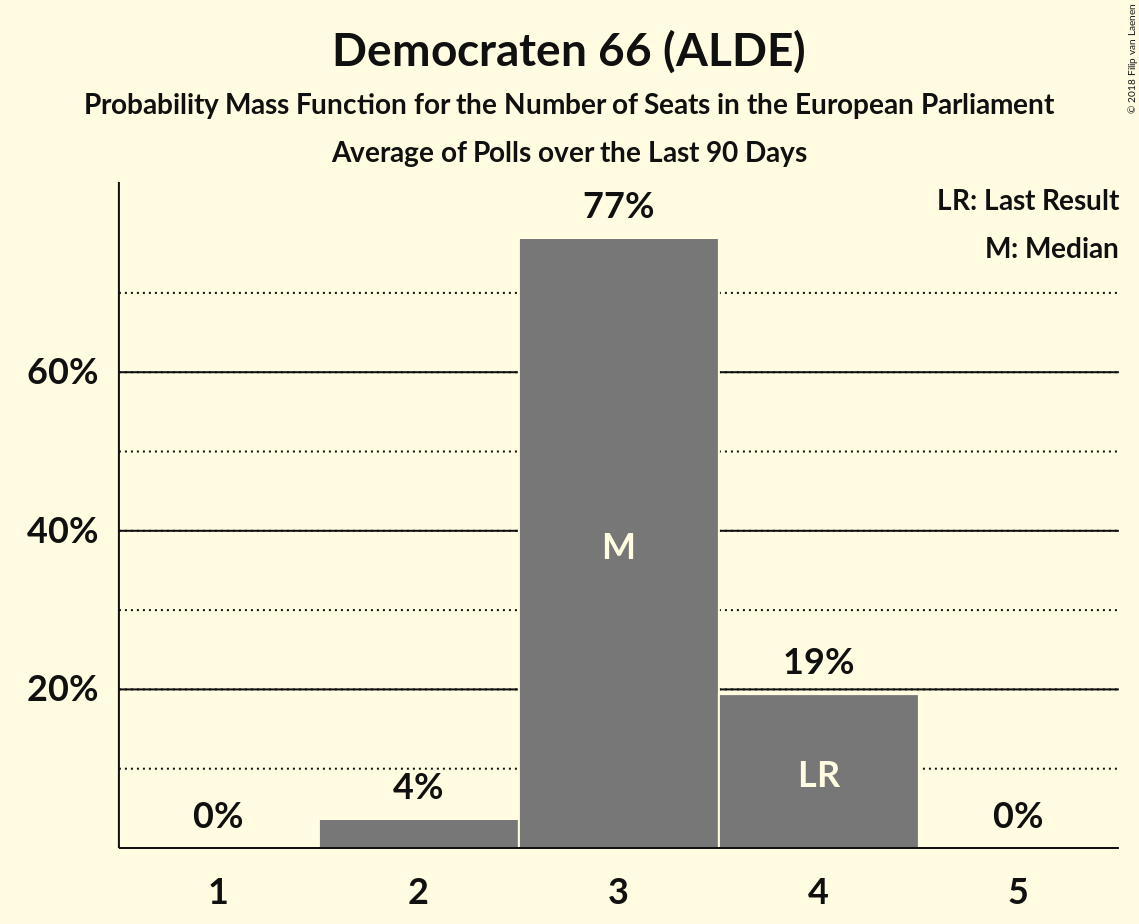 Democraten 66 (ALDE)
Probability Mass Function for the Number of Seats in the European Parliament
Average of Polls over the Last 90 Days
© 2018 Filip van Laenen
LR: Last Result
M: Median
77%
60%
40%
M
19%
20%
LR
4%
0%
0%
1
2
3
4
5